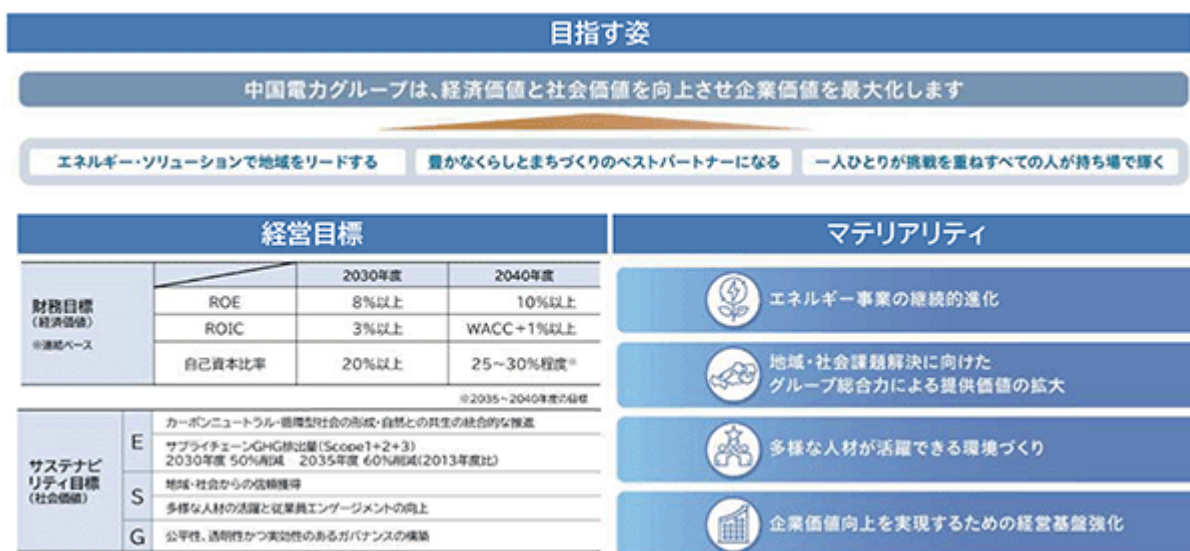 目指す姿
中国電力グループは、経済価値と社会価値を向上させ企業価値を最大化します
エネルギー・ソリューションで地域をリードする
豊かなくらしとまちづくりのベストパートナーになる
一人ひとりが挑戦を重ねすべての人が持ち場で輝く
経営目標
財務目標
(経済価値)
※連結ベース
2030年度 2040年度
ROE 8%以上 10%以上
ROIC 3%以上 WACC+1%以上
自己資本比率 20%以上 25~30%程度※
※2035~2040年度の目標
サステナビ
リティ目標
(社会価値)
E
カーボンニュートラル・循環型社会の形成・自然との共生の統合的な推進
サプライチェーンGHG排出量(Scope1+2+3)
2030年度 50%削減 2035年度 60%削減(2013年度比)
S
地域・社会からの信頼獲得
多様な人材の活躍と従業員エンゲージメントの向上
G
公平性、透明性かつ実効性のあるガバナンスの構築
マテリアリティ
エネルギー事業の継続的進化
地域・社会課題解決に向けた
グループ総合力による提供価値の拡大
多様な人材が活躍できる環境づくり
企業価値向上を実現するための経営基盤強化